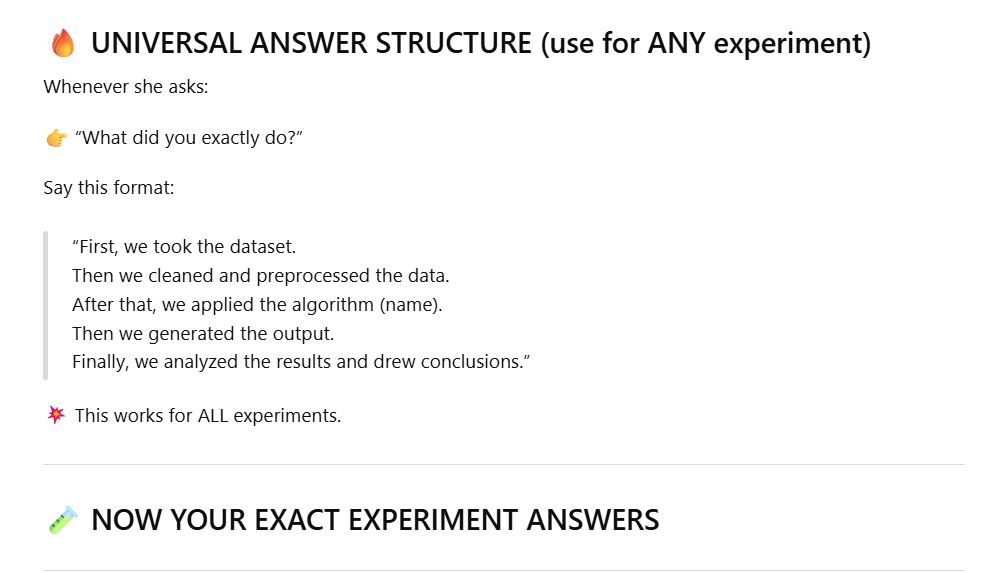 🔥 UNIVERSAL ANSWER STRUCTURE (use for ANY experiment)
Whenever she asks:
👉 “What did you exactly do?”
Say this format:
“First, we took the dataset.
Then we cleaned and preprocessed the data.
After that, we applied the algorithm (name).
Then we generated the output.
Finally, we analyzed the results and drew conclusions.”
💥 This works for ALL experiments.
🧪 NOW YOUR EXACT EXPERIMENT ANSWERS